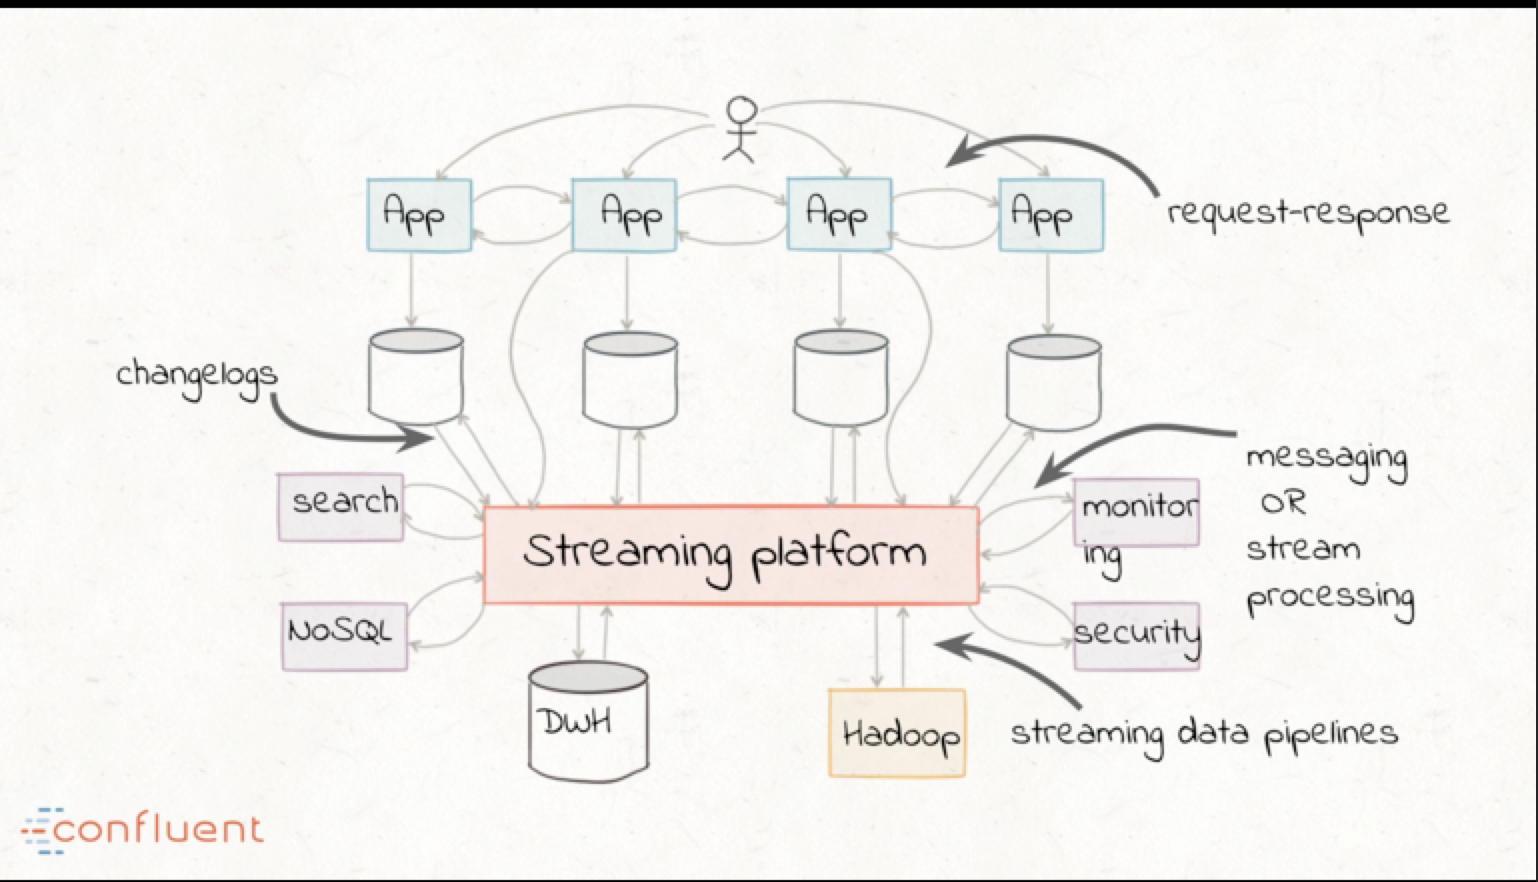 App
App
App
App
request-response
changelogs
search
Streaming platform
monitor
ing
messaging
OR
stream
processing
NoSQL
security
DWH
Hadoop
streaming data pipelines
confluent